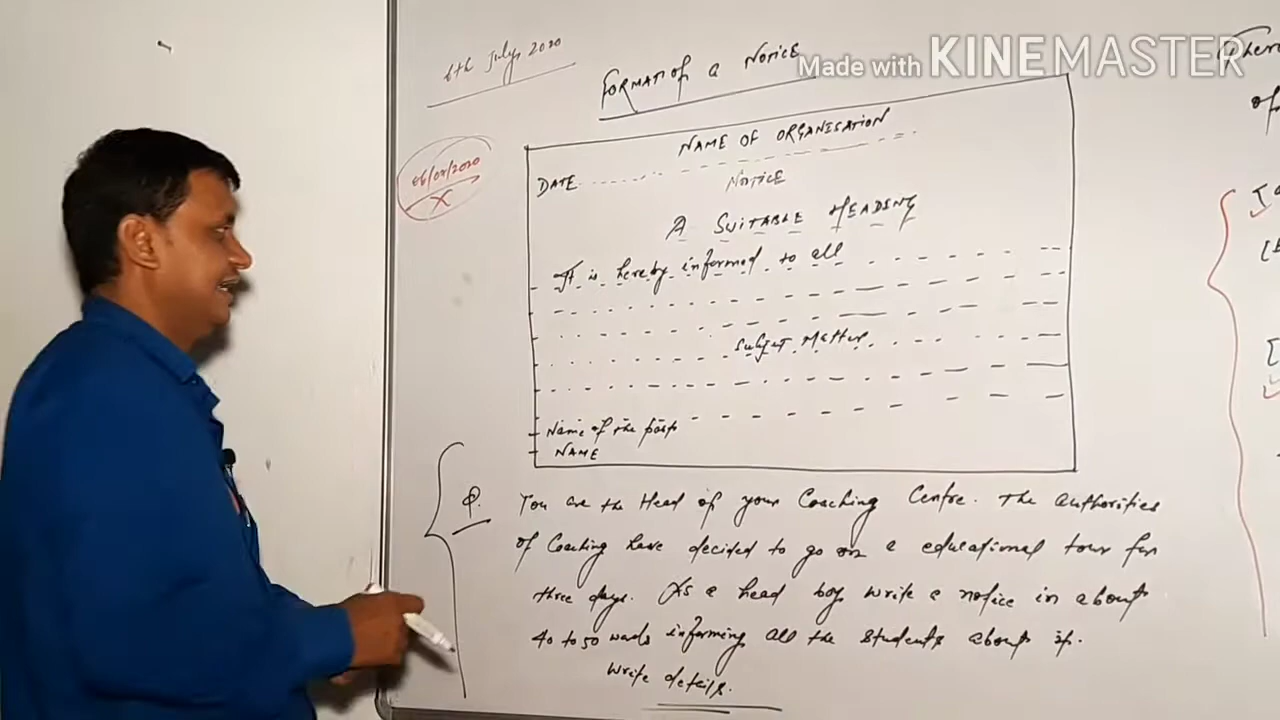 6th July, 2020
FORMAT OF A NOTICE
Made with KINEMASTER
06/07/2020
X
NAME OF ORGANISATION
DATE
NOTICE
A SUITABLE HEADING
It is hereby informed to all
Subject Matter
Name of the post
NAME
Q. You are the Head of your Coaching Centre. The authorities
of Coaching have decided to go on a educational tour for
three days. As a head boy write a notice in about
40 to 50 words informing all the students about it.
Write details.